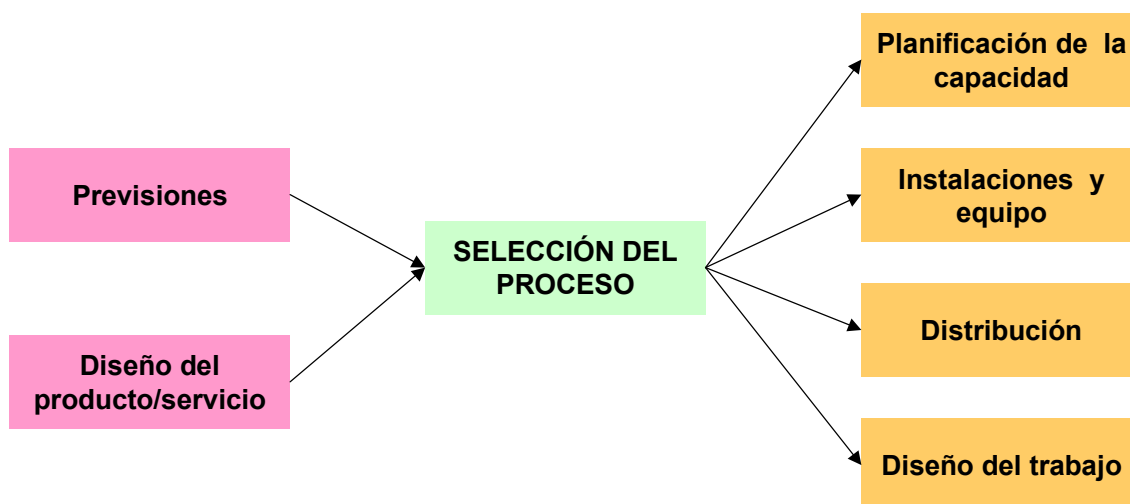 Previsiones
Diseño del
producto/servicio
SELECCIÓN DEL
PROCESO
Planificación de la
capacidad
Instalaciones y
equipo
Distribución
Diseño del trabajo